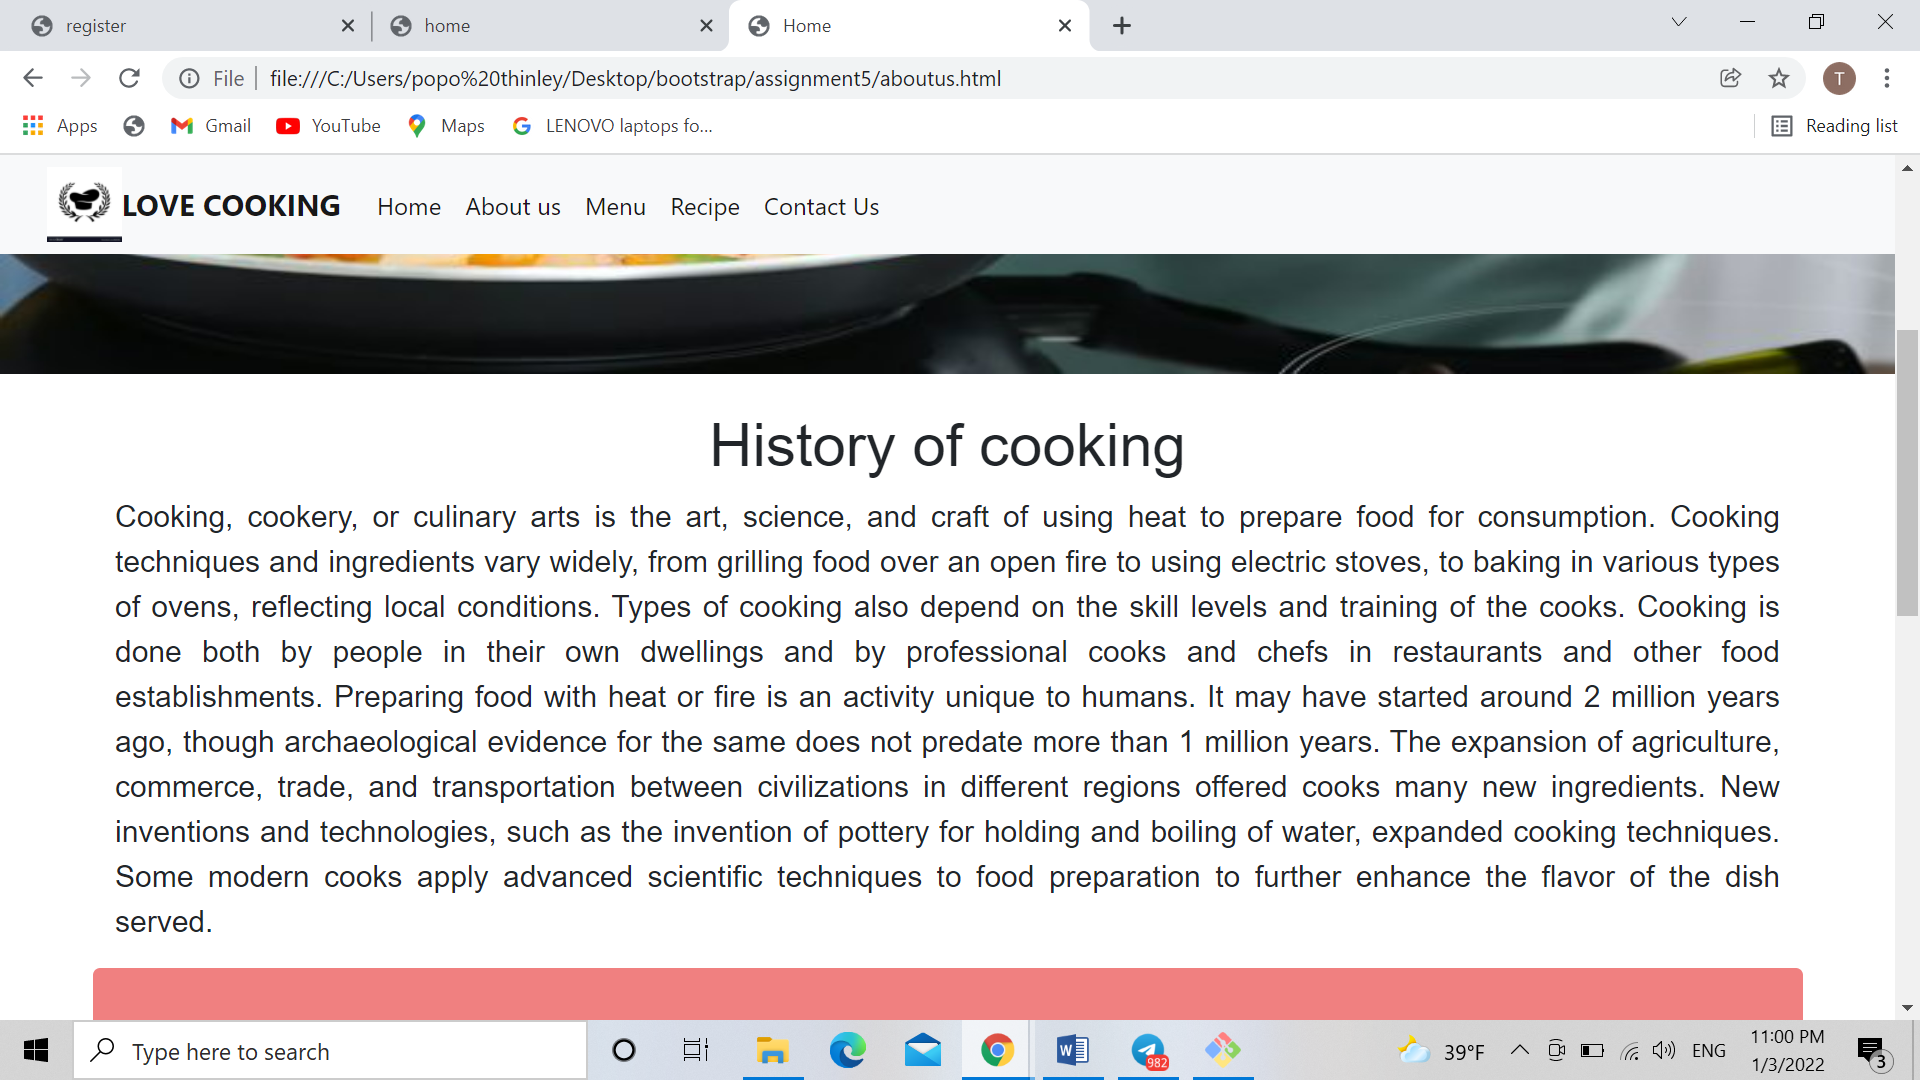 register
home
Home
File
file:///C:/Users/popo%20thinley/Desktop/bootstrap/assignment5/aboutus.html
T
Apps
Gmail
YouTube
Maps
LENOVO laptops fo...
Reading list
LOVE COOKING
Home
About us
Menu
Recipe
Contact Us
History of cooking
Cooking, cookery, or culinary arts is the art, science, and craft of using heat to prepare food for consumption. Cooking
techniques and ingredients vary widely, from grilling food over an open fire to using electric stoves, to baking in various types
of ovens, reflecting local conditions. Types of cooking also depend on the skill levels and training of the cooks. Cooking is
done both by people in their own dwellings and by professional cooks and chefs in restaurants and other food
establishments. Preparing food with heat or fire is an activity unique to humans. It may have started around 2 million years
ago, though archaeological evidence for the same does not predate more than 1 million years. The expansion of agriculture,
commerce, trade, and transportation between civilizations in different regions offered cooks many new ingredients. New
inventions and technologies, such as the invention of pottery for holding and boiling of water, expanded cooking techniques.
Some modern cooks apply advanced scientific techniques to food preparation to further enhance the flavor of the dish
served.
Type here to search
982
39°F
ENG
11:00 PM
1/3/2022
3